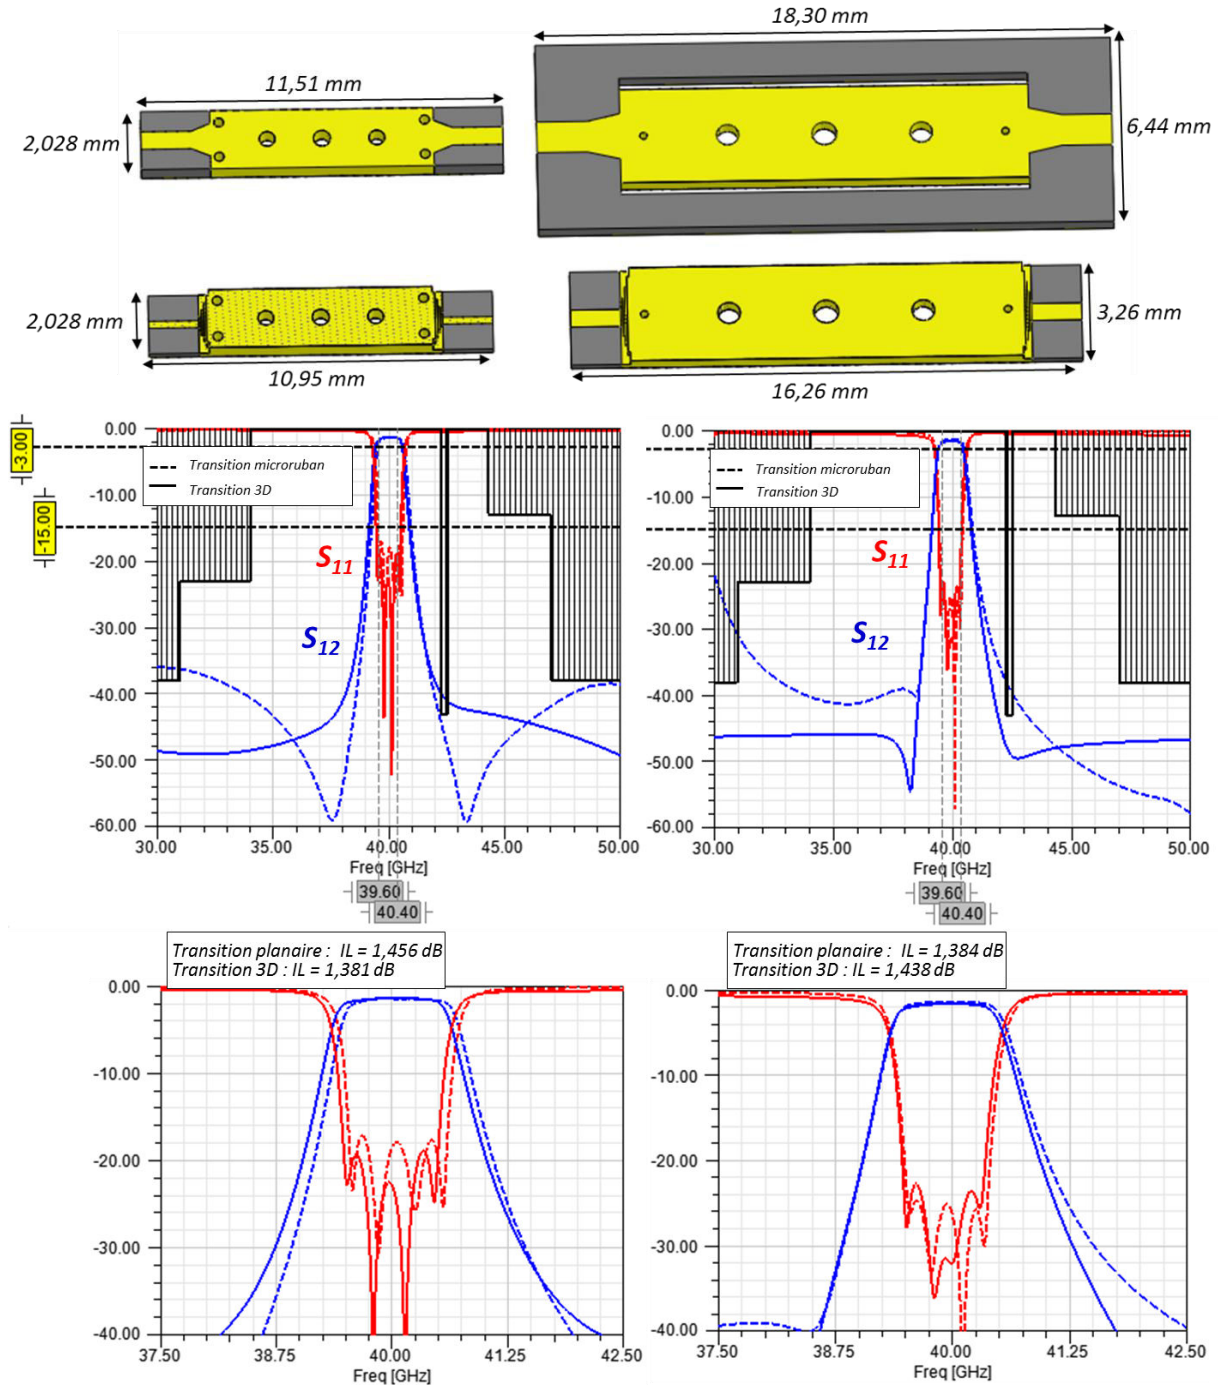 18,30 mm
11,51 mm
2,028 mm
6,44 mm
2,028 mm
3,26 mm
10,95 mm
16,26 mm
-3.00
-15.00
0.00
-10.00
-20.00
-30.00
-40.00
-50.00
-60.00
Transition microruban
Transition 3D
S11
S12
30.00 35.00 40.00 45.00 50.00
Freq [GHz]
39.60
40.40
0.00
-10.00
-20.00
-30.00
-40.00
-50.00
-60.00
Transition microruban
Transition 3D
S11
S12
30.00 35.00 40.00 45.00 50.00
Freq [GHz]
39.60
40.40
Transition planaire : IL = 1,456 dB
Transition 3D : IL = 1,381 dB
0.00
-10.00
-20.00
-30.00
-40.00
37.50 38.75 40.00 41.25 42.50
Freq [GHz]
Transition planaire : IL = 1,384 dB
Transition 3D : IL = 1,438 dB
0.00
-10.00
-20.00
-30.00
-40.00
37.50 38.75 40.00 41.25 42.50
Freq [GHz]